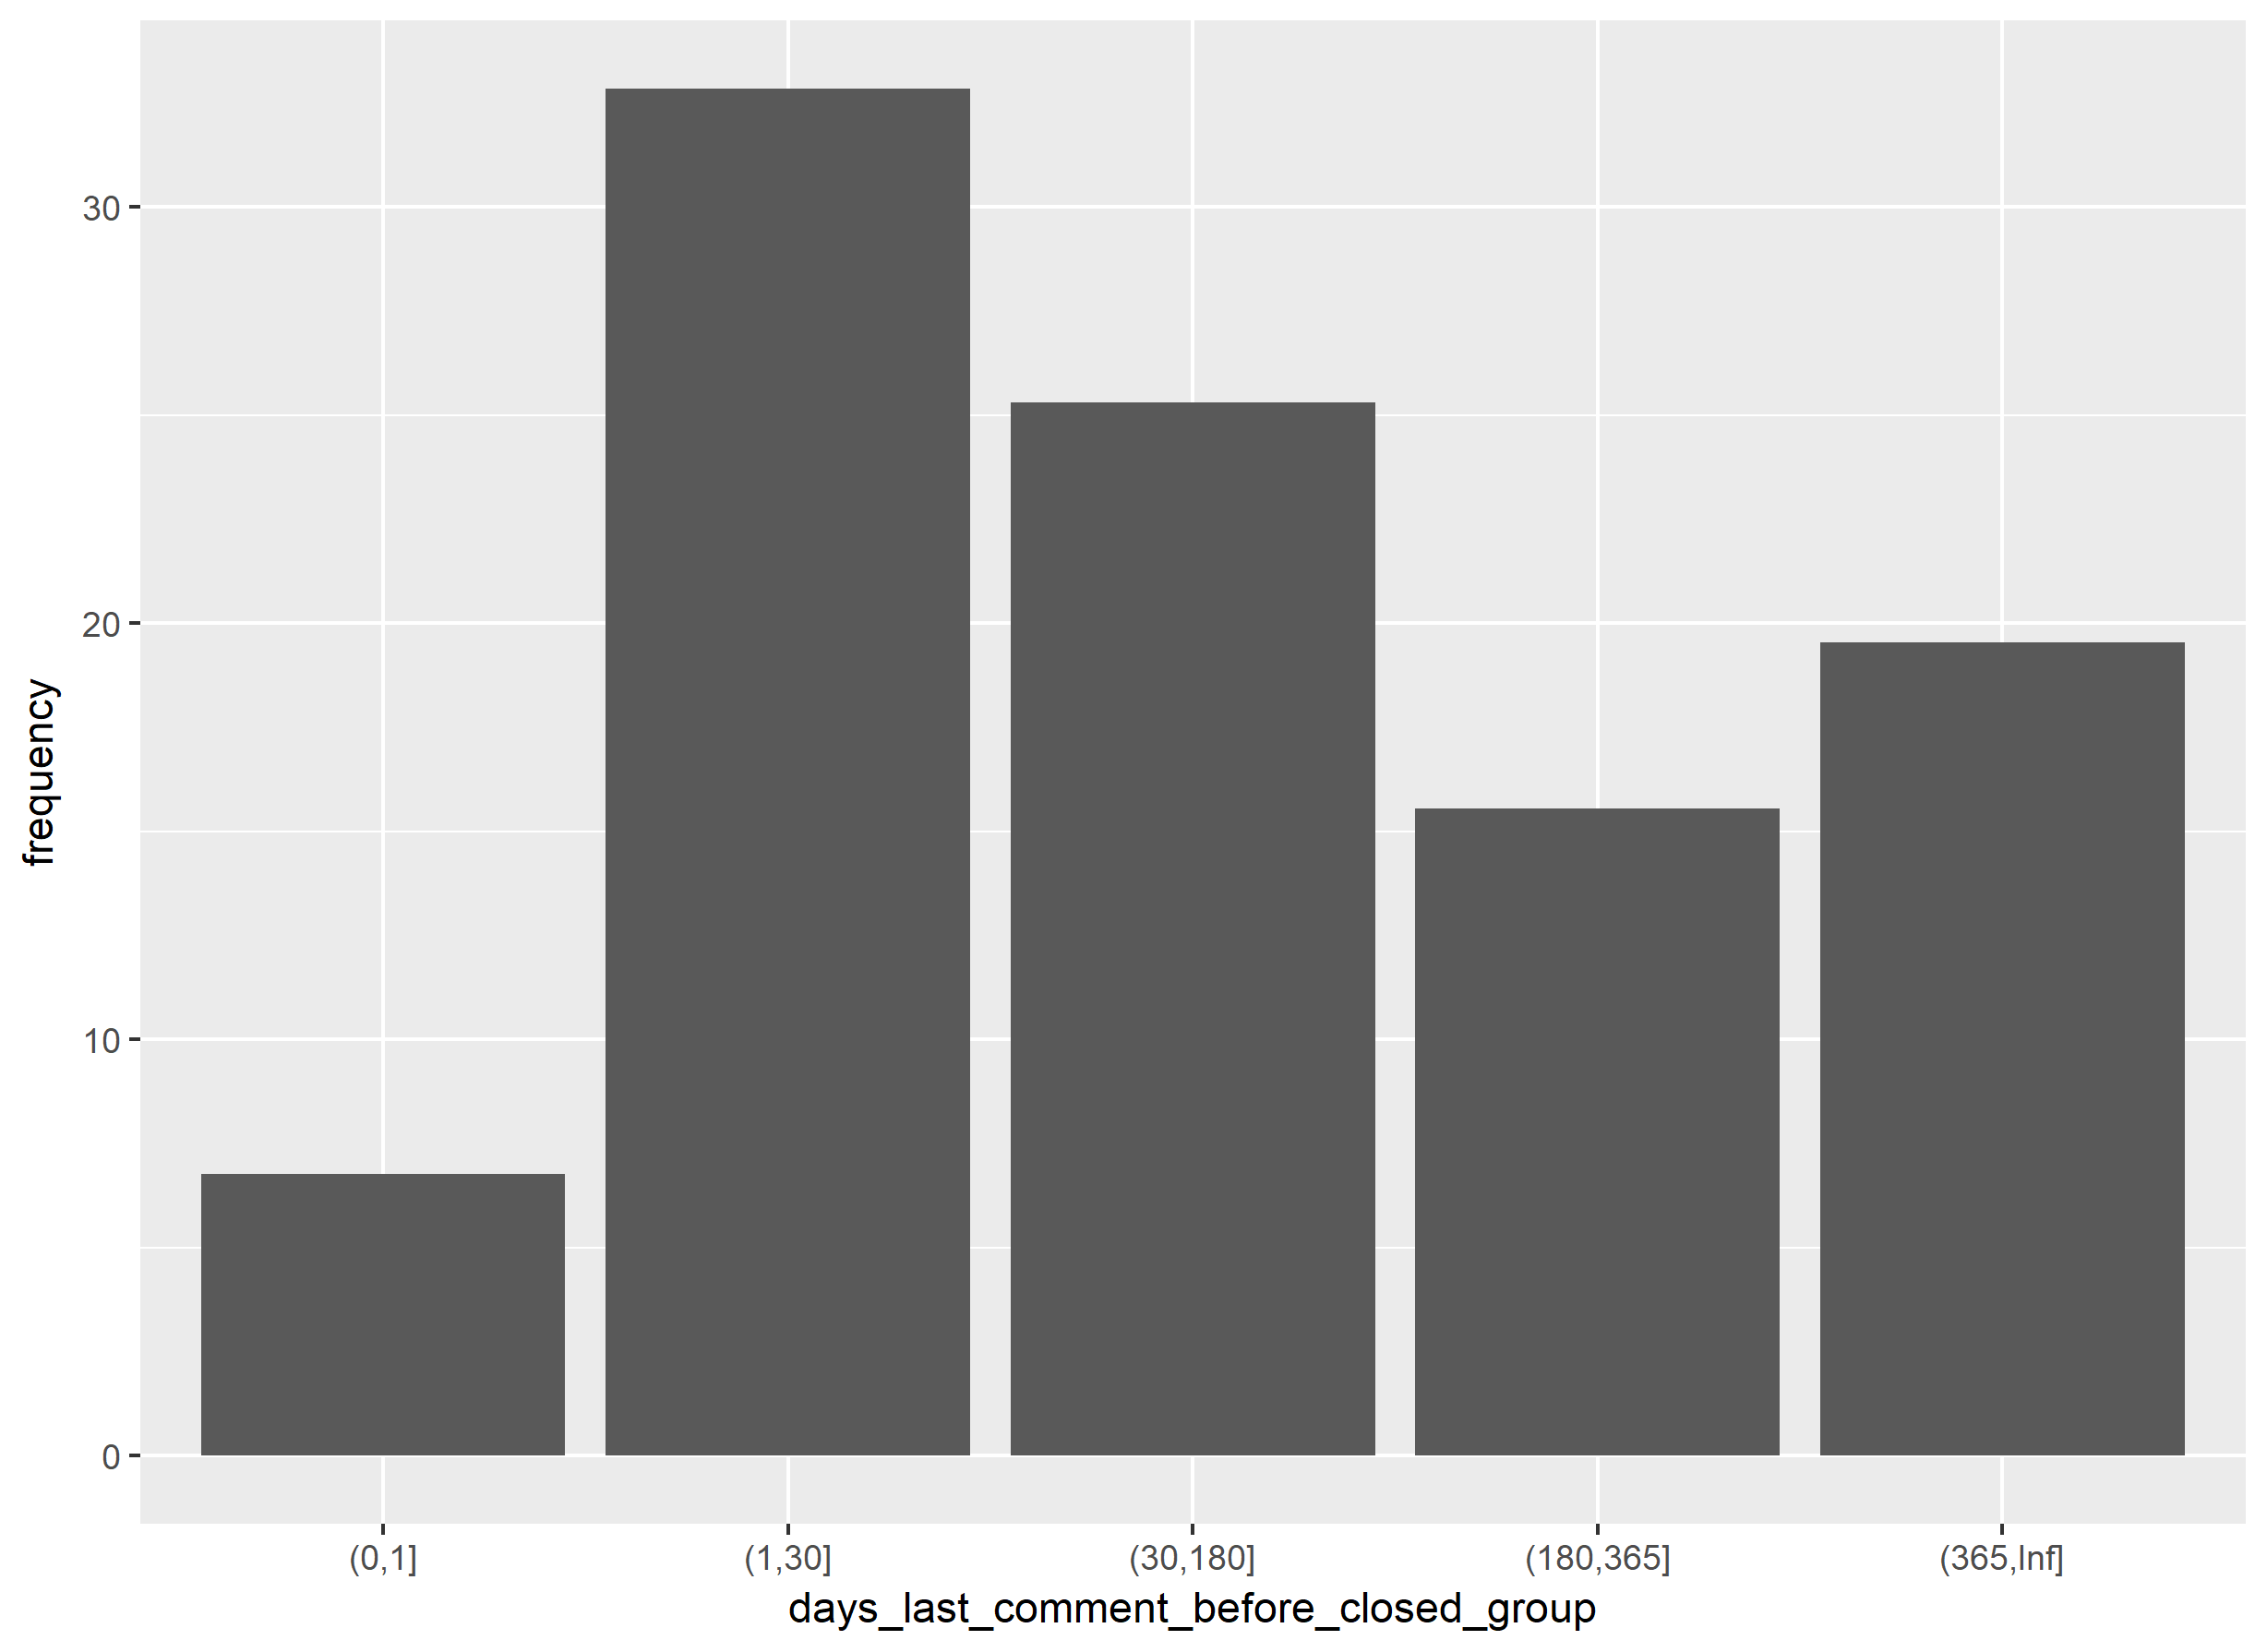 frequency
30
20
10
0
(0,1]
(1,30]
(30,180]
(180,365]
(365,Inf]
days_last_comment_before_closed_group